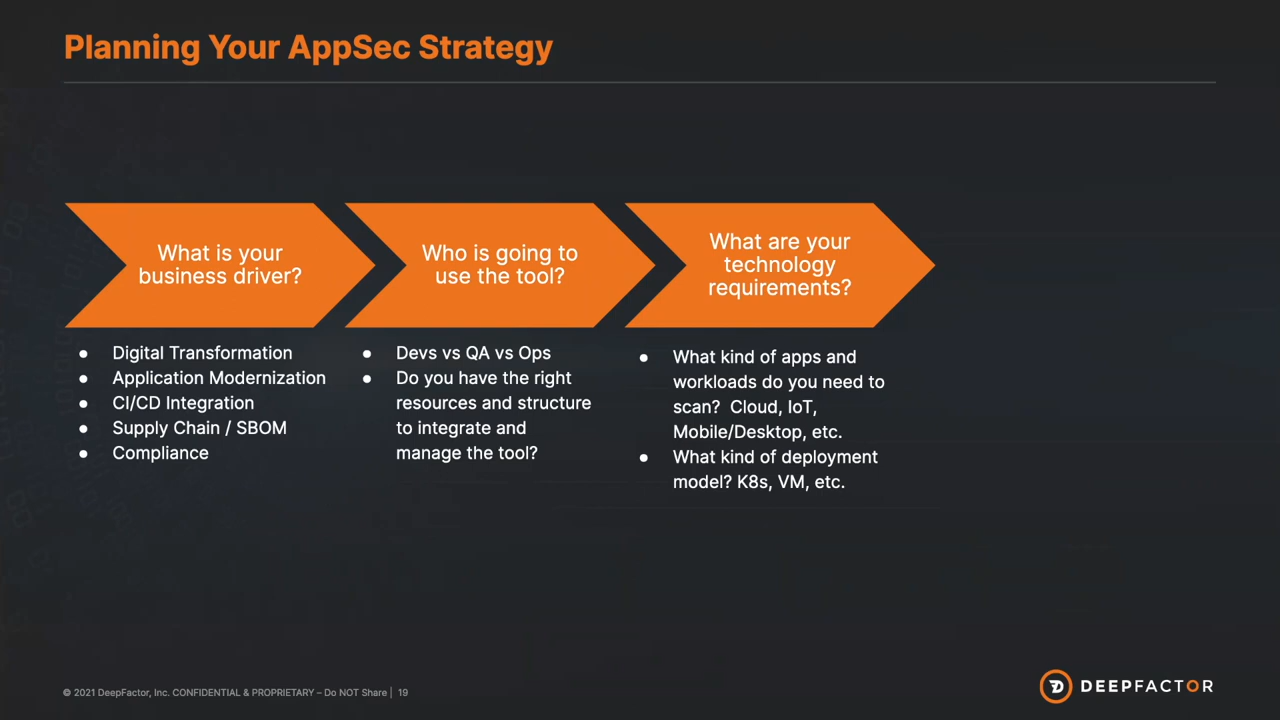 Planning Your AppSec Strategy
What is your
business driver?
Who is going to
use the tool?
What are your
technology
requirements?
● Digital Transformation
● Application Modernization
● CI/CD Integration
● Supply Chain / SBOM
● Compliance
● Devs vs QA vs Ops
● Do you have the right
resources and structure
to integrate and
manage the tool?
● What kind of apps and
workloads do you need to
scan? Cloud, IoT,
Mobile/Desktop, etc.
● What kind of deployment
model? K8s, VM, etc.
© 2021 DeepFactor, Inc. CONFIDENTIAL & PROPRIETARY – Do NOT Share | 19
DEEPFACTOR